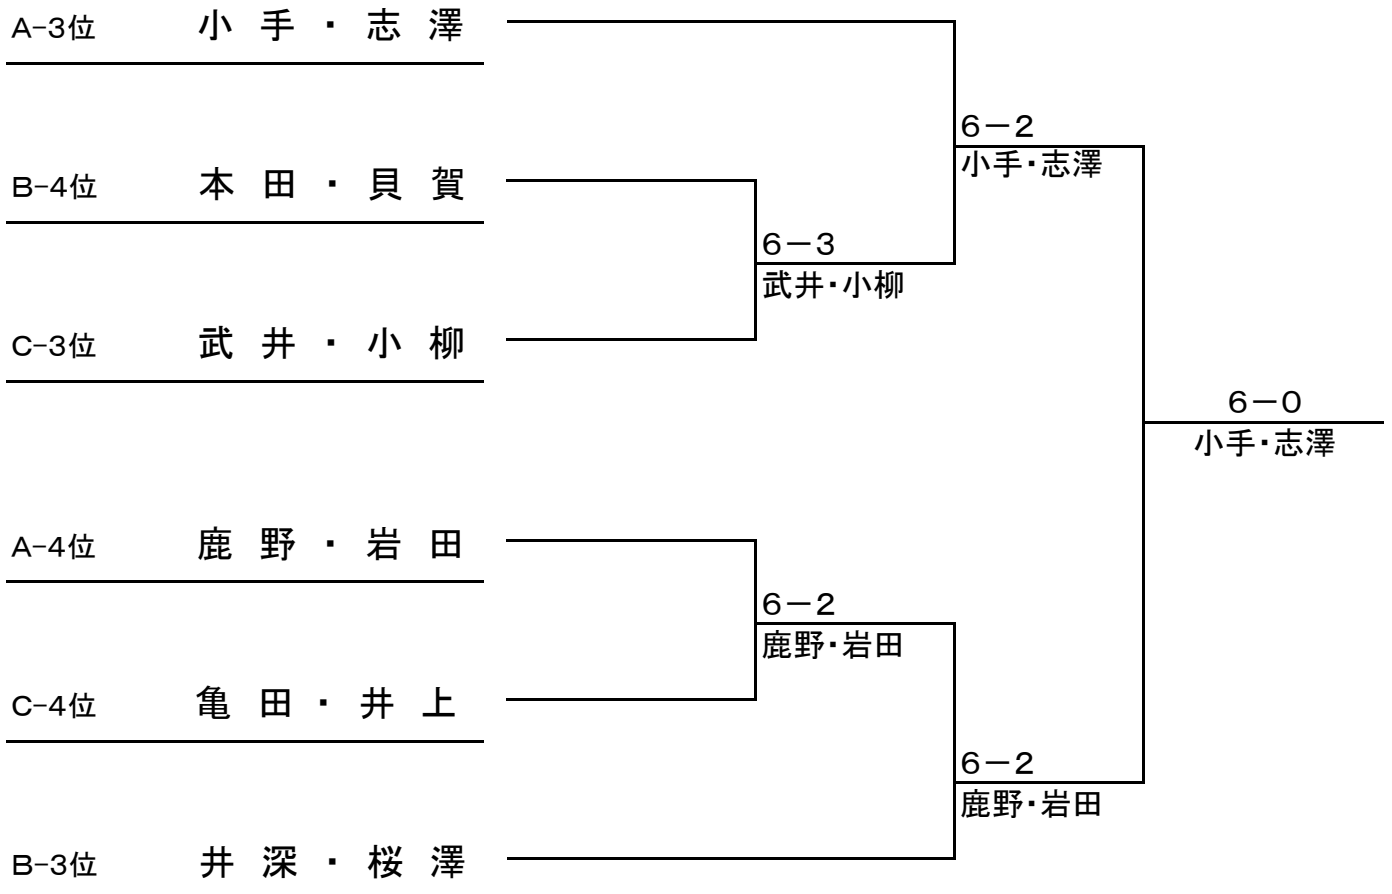 A-3位 小 手 ・ 志 澤
6-2
小手・志澤
B-4位 本 田 ・ 貝 賀
6-3
武井・小柳
C-3位 武 井 ・ 小 柳
6-0
小手・志澤
A-4位 鹿 野 ・ 岩 田
6-2
鹿野・岩田
C-4位 亀 田 ・ 井 上
6-2
鹿野・岩田
B-3位 井 深 ・ 桜 澤